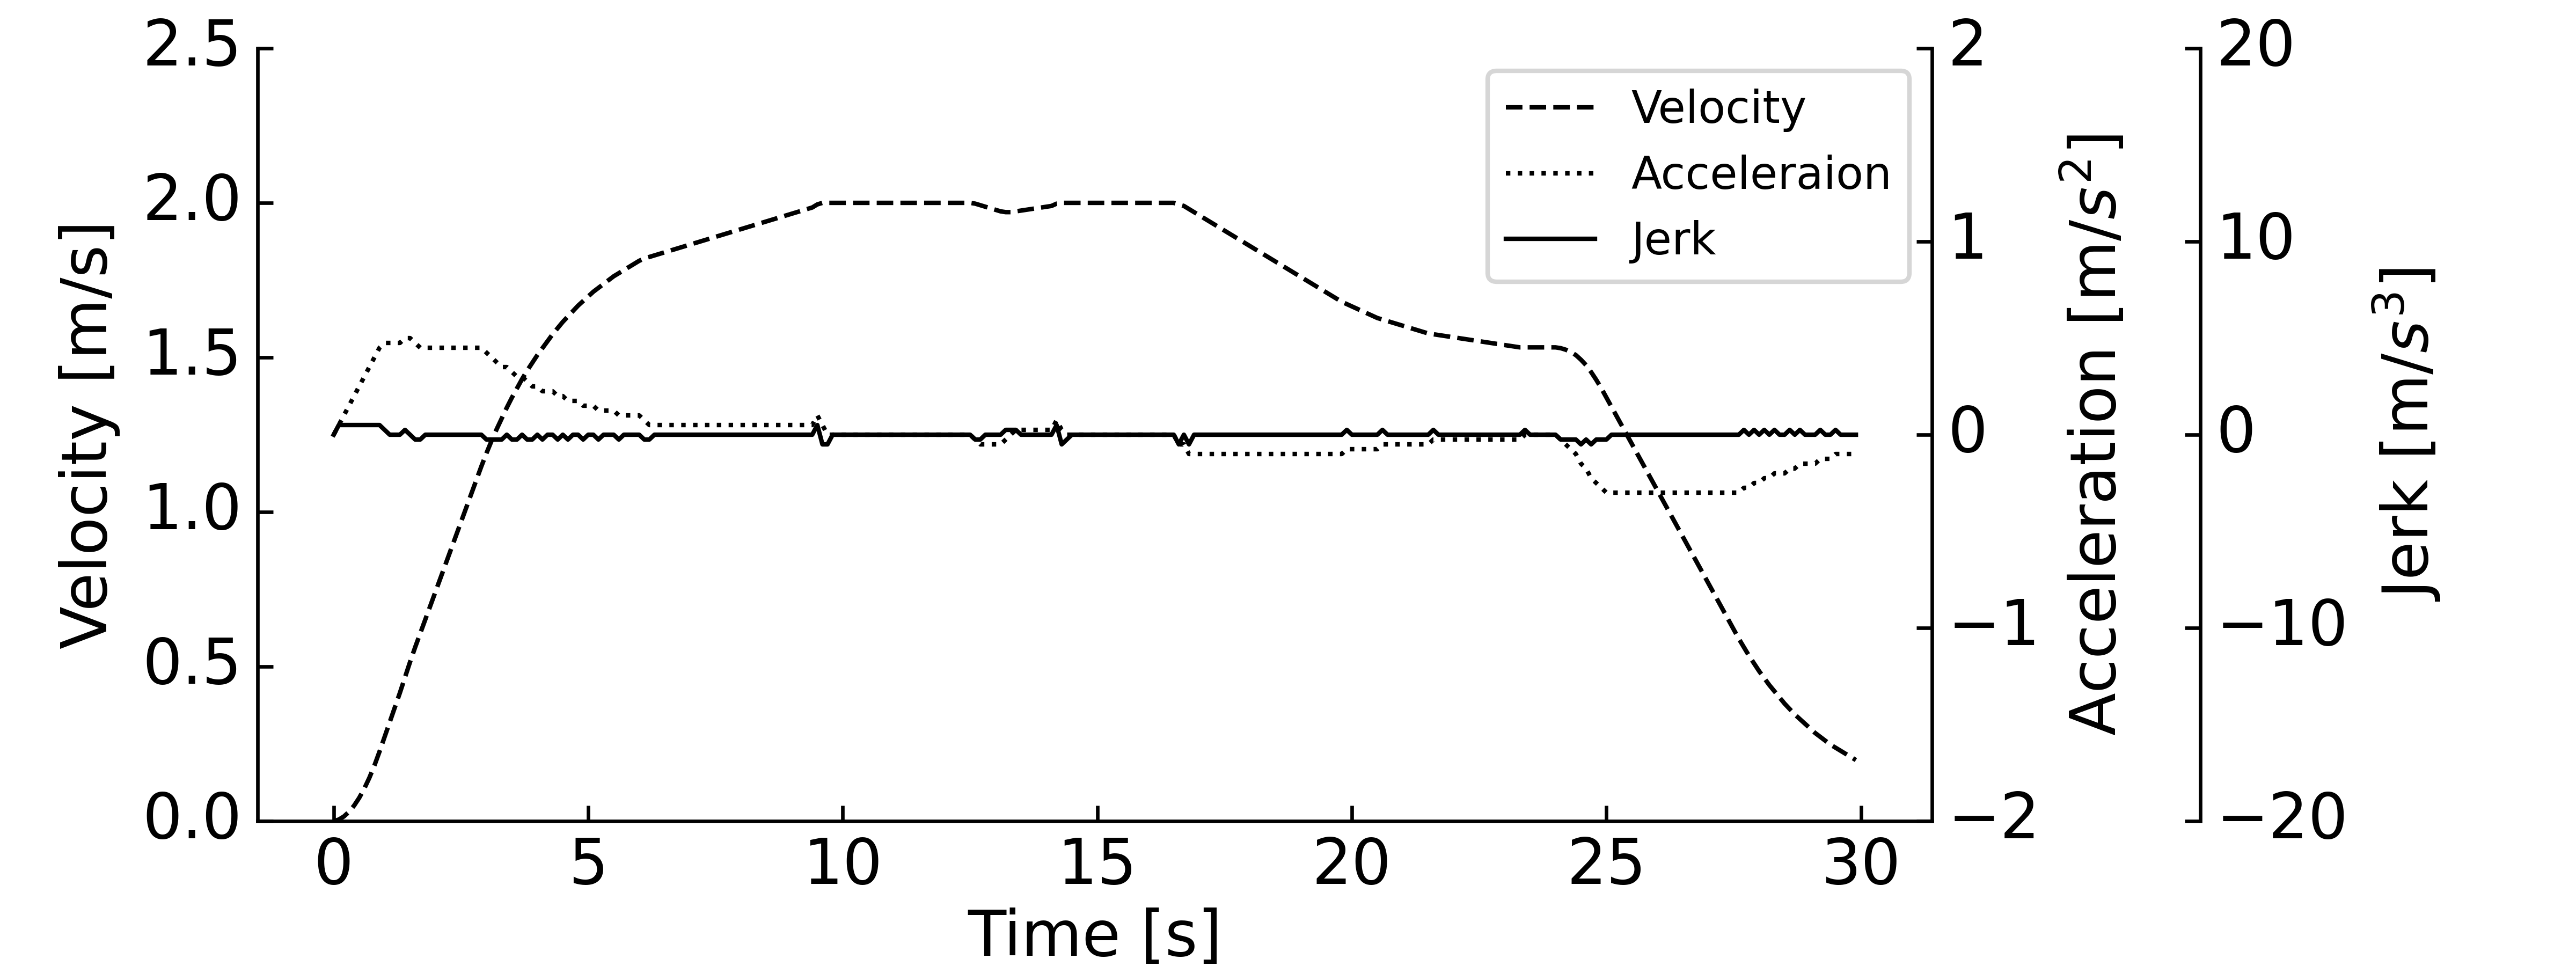 Velocity [m/s]
2.5
2.0
1.5
1.0
0.5
0.0
0 5 10 15 20 25 30
Time [s]
Velocity
Acceleraion
Jerk
2
1
0
−1
−2
Acceleration [m/s²]
20
10
0
−10
−20
Jerk [m/s³]